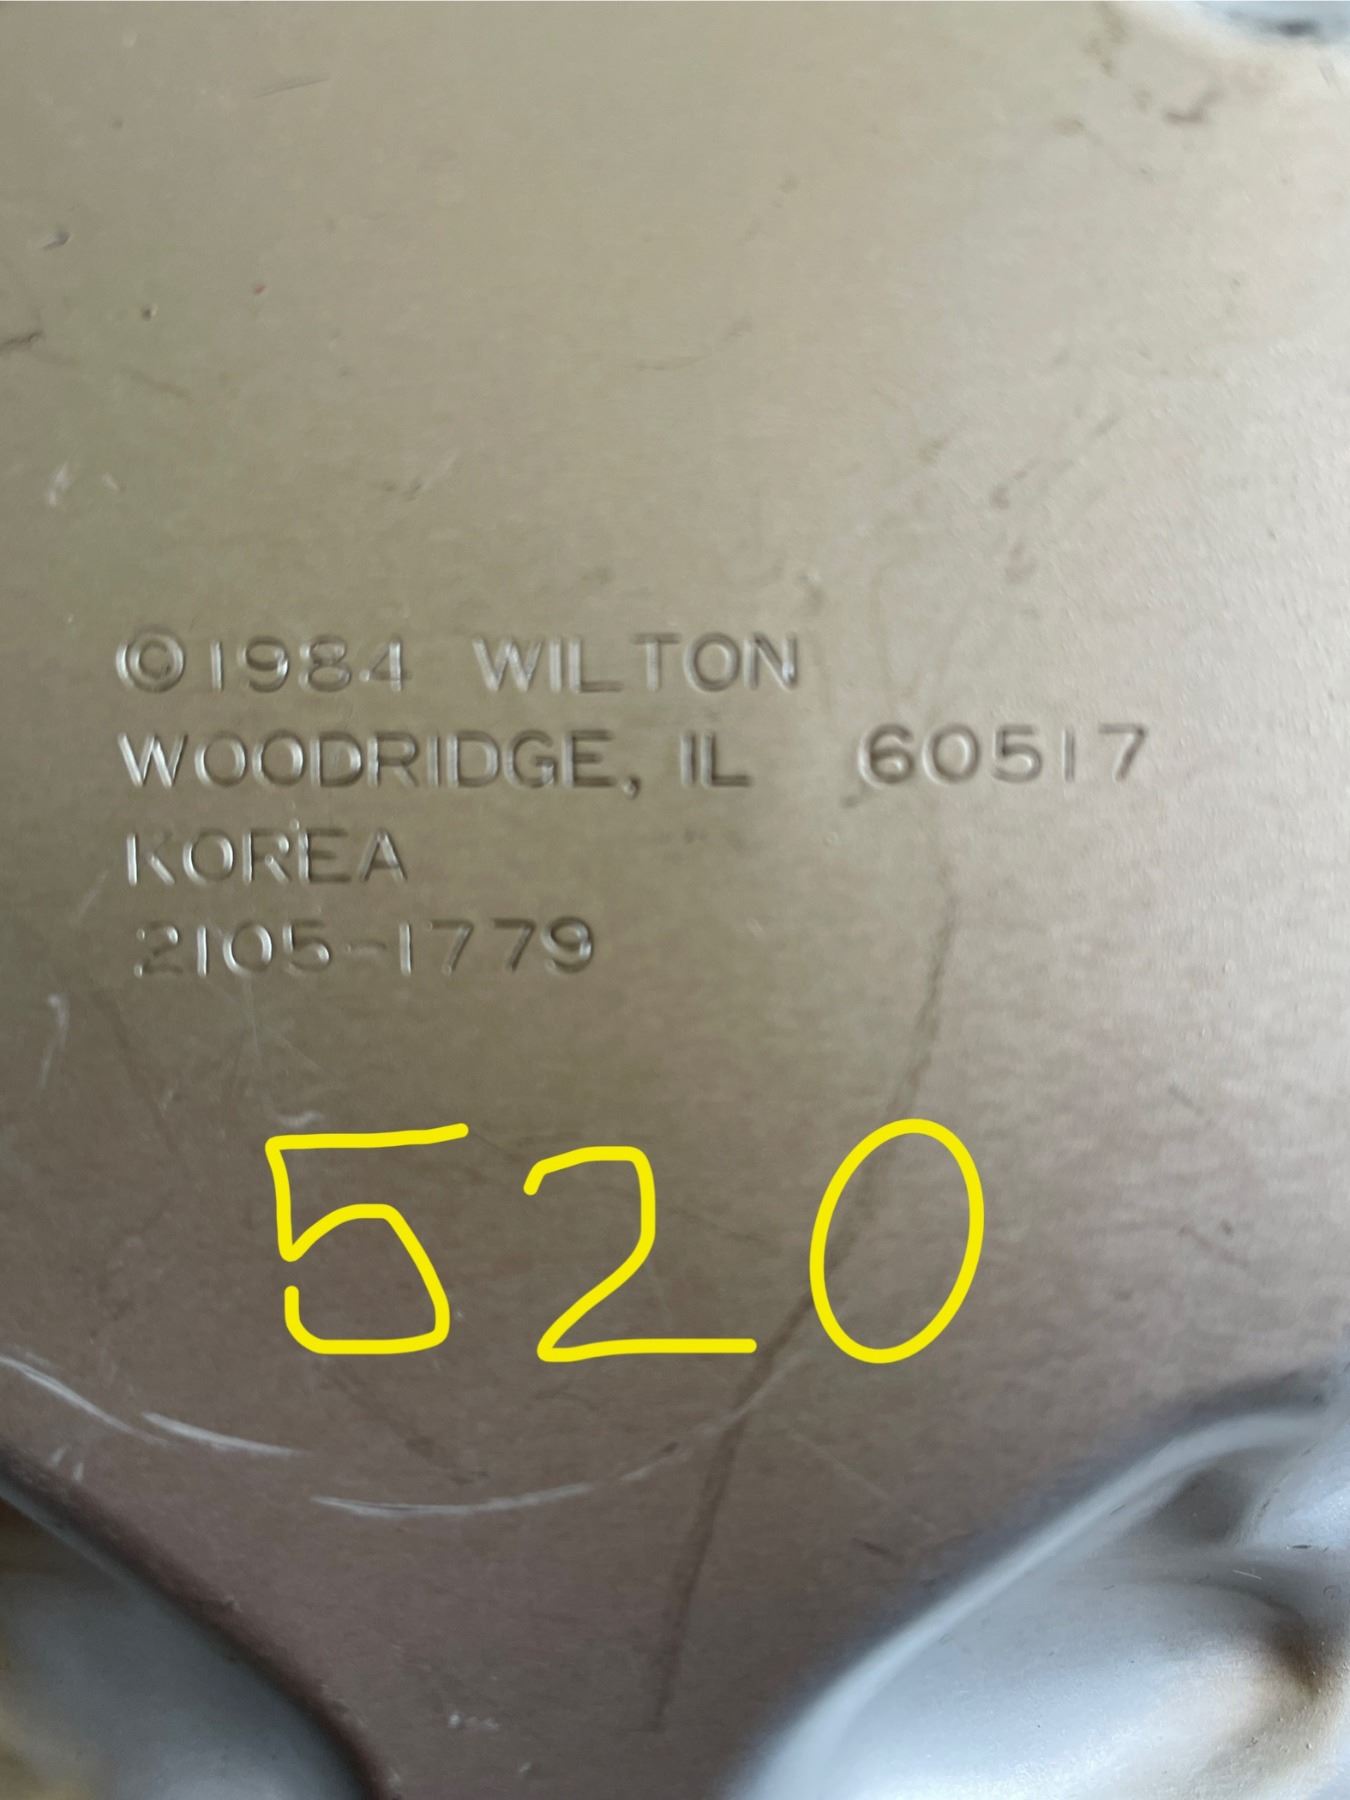 ©1984 WILTON
WOODRIDGE, IL 60517
KOREA
2105-1779
520